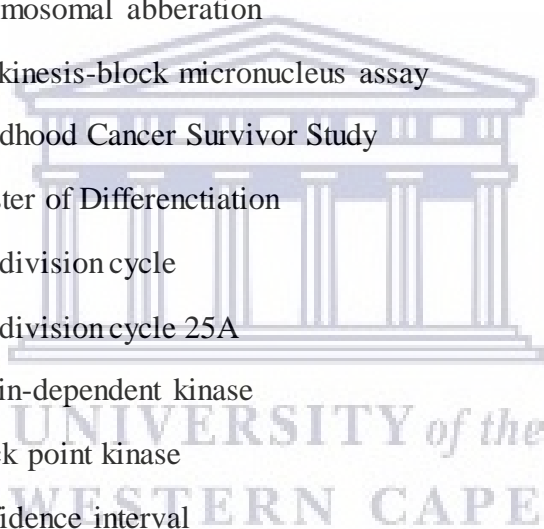 mosomal abberation
kinesis-block micronucleus assay
dhood Cancer Survivor Study
ter of Differenctiation
division cycle
division cycle 25A
in-dependent kinase
UNIVERSITY of the
k point kinase
WESTERN CAPE
idence interval